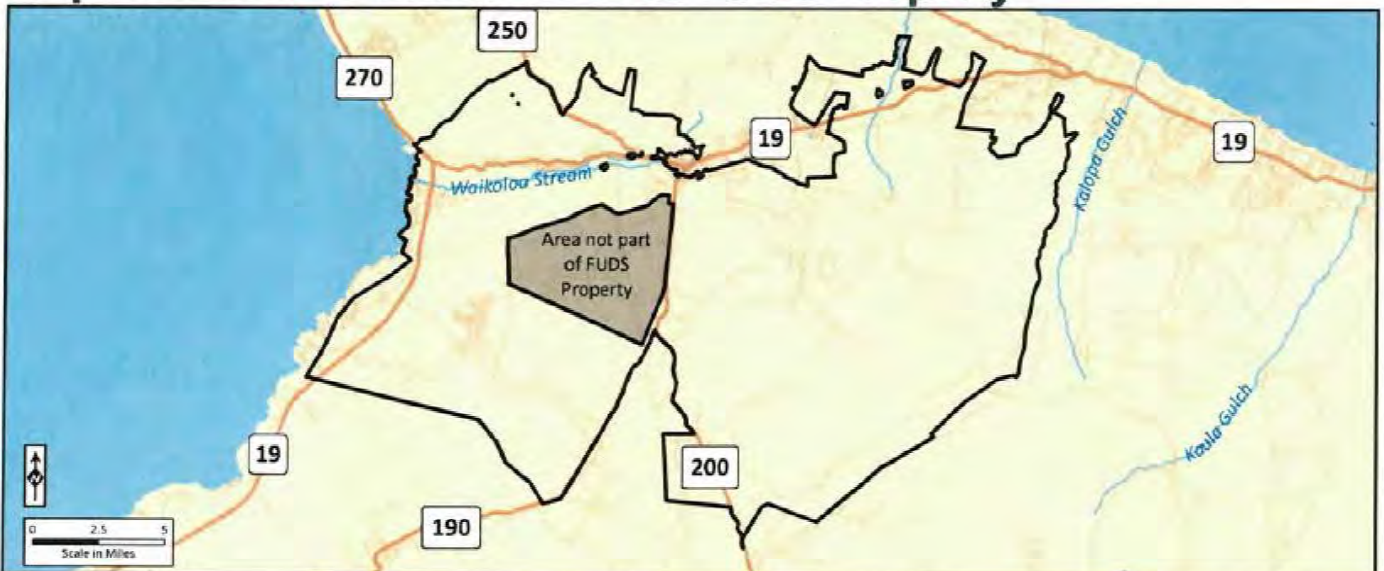 250
270
19
19
Waikoloa Stream
Kalopa Gulch
Area not part
of FUDS
Property
Koula Gulch
19
200
190
0 2.5 5
Scale in Miles
N